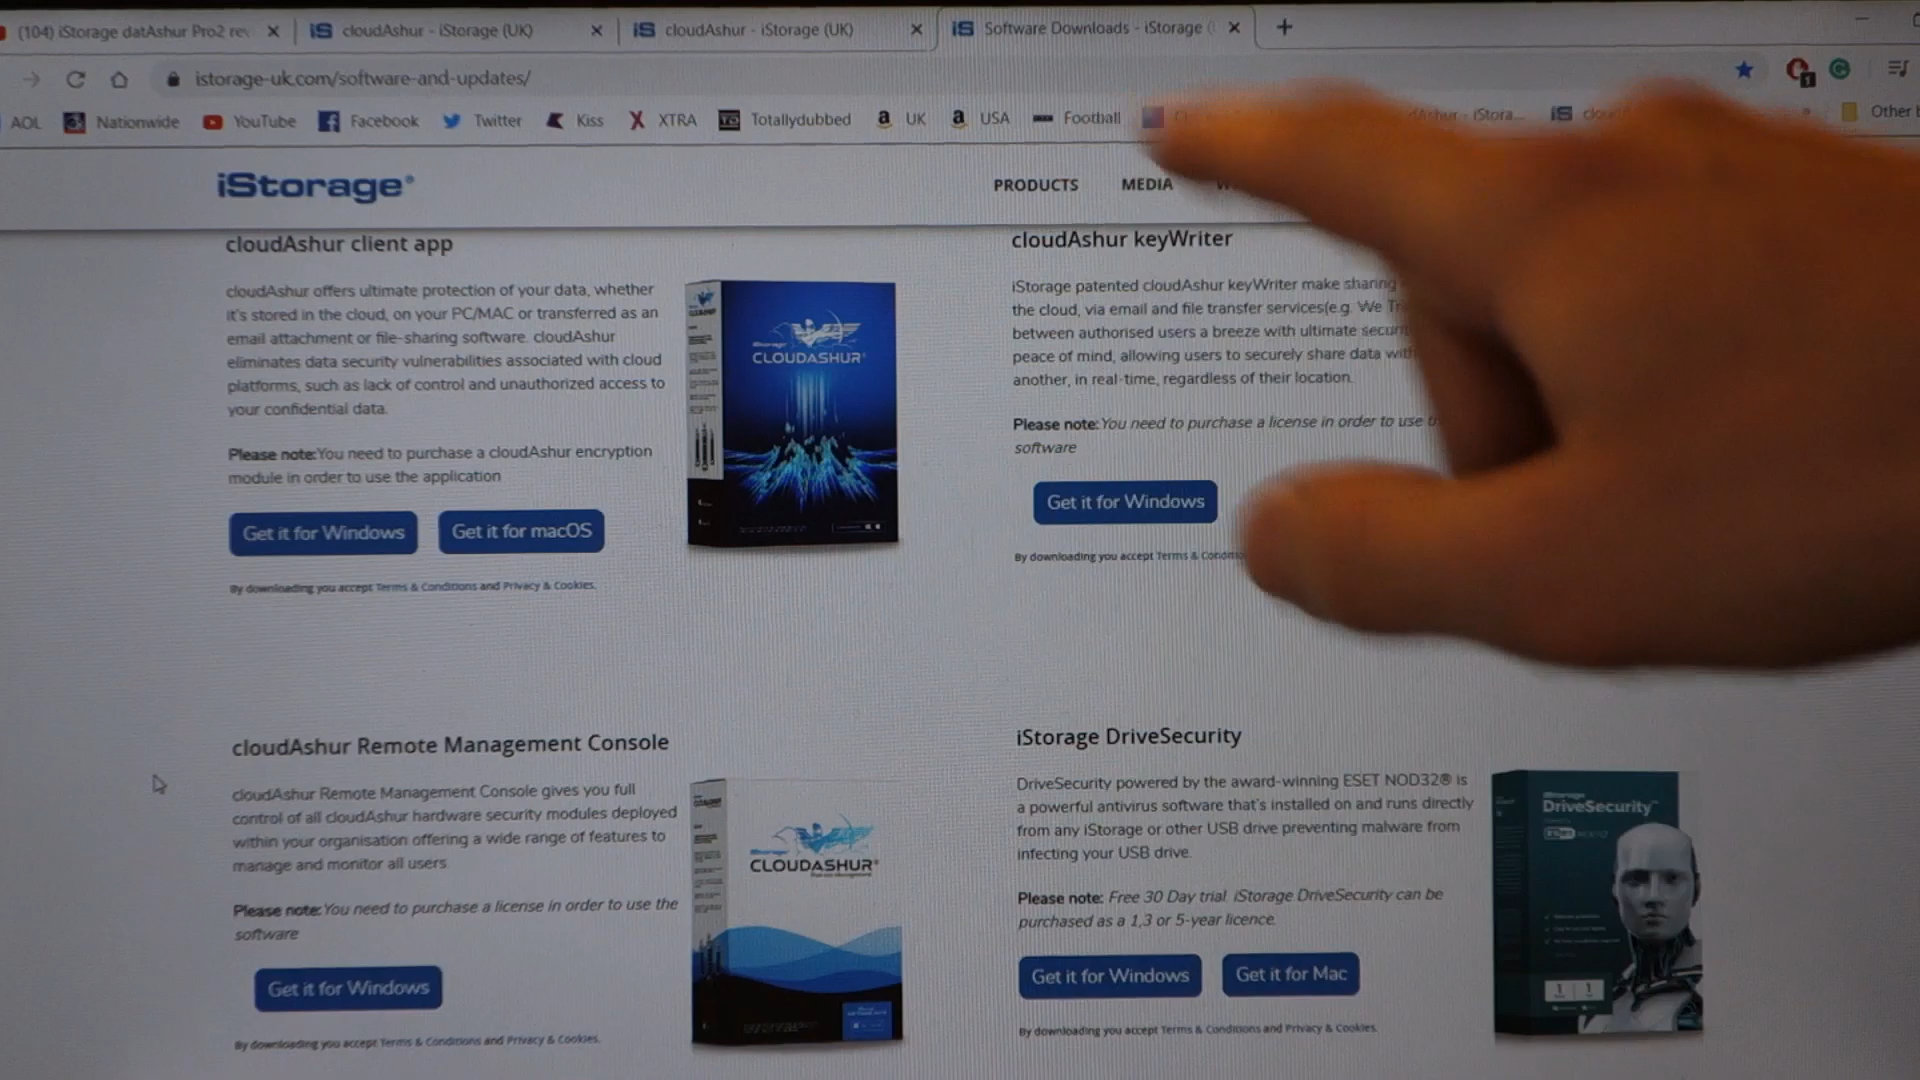 (104) iStorage datAshur Pro2 rev
cloudAshur - iStorage (UK)
cloudAshur - iStorage (UK)
Software Downloads - iStorage (
istorage-uk.com/software-and-updates/
AOL
Nationwide
YouTube
Facebook
Twitter
Kiss
XTRA
Totallydubbed
UK
USA
Football
Other b
iStorage®
PRODUCTS
MEDIA
cloudAshur client app
cloudAshur offers ultimate protection of your data, whether
it's stored in the cloud, on your PC/MAC or transferred as an
email attachment or file-sharing software. cloudAshur
eliminates data security vulnerabilities associated with cloud
platforms, such as lack of control and unauthorized access to
your confidential data.
Please note:You need to purchase a cloudAshur encryption
module in order to use the application
Get it for Windows
Get it for macOS
By downloading you accept Terms & Conditions and Privacy & Cookies.
CLOUDASHUR®
cloudAshur keyWriter
iStorage patented cloudAshur keyWriter make sharing
the cloud, via email and file transfer services(e.g. We Tr
between authorised users a breeze with ultimate securi
peace of mind, allowing users to securely share data with
another, in real-time, regardless of their location.
Please note:You need to purchase a license in order to use
software
Get it for Windows
By downloading you accept Terms & Conditio
cloudAshur Remote Management Console
cloudAshur Remote Management Console gives you full
control of all cloudAshur hardware security modules deployed
within your organisation offering a wide range of features to
manage and monitor all users
Please note:You need to purchase a license in order to use the
software
Get it for Windows
By downloading you accept Terms & Conditions and Privacy & Cookies.
CLOUDASHUR®
iStorage DriveSecurity
DriveSecurity powered by the award-winning ESET NOD32® is
a powerful antivirus software that's installed on and runs directly
from any iStorage or other USB drive preventing malware from
infecting your USB drive.
Please note: Free 30 Day trial. iStorage DriveSecurity can be
purchased as a 1,3 or 5-year licence.
Get it for Windows
Get it for Mac
By downloading you accept Terms & Conditions and Privacy & Cookies.
DriveSecurity™
1
1